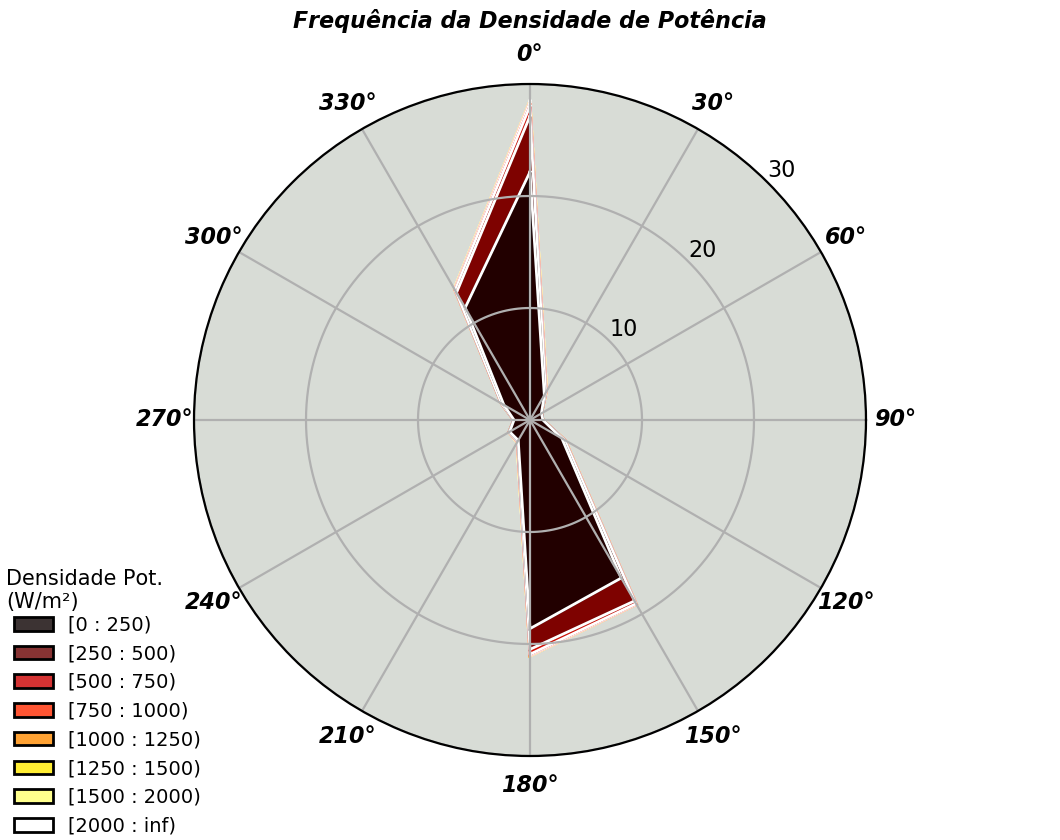 Frequência da Densidade de Potência
0°
330°
30°
30
300°
60°
20
10
270°
90°
240°
120°
210°
150°
180°
Densidade Pot.
(W/m²)
[0 : 250)
[250 : 500)
[500 : 750)
[750 : 1000)
[1000 : 1250)
[1250 : 1500)
[1500 : 2000)
[2000 : inf)